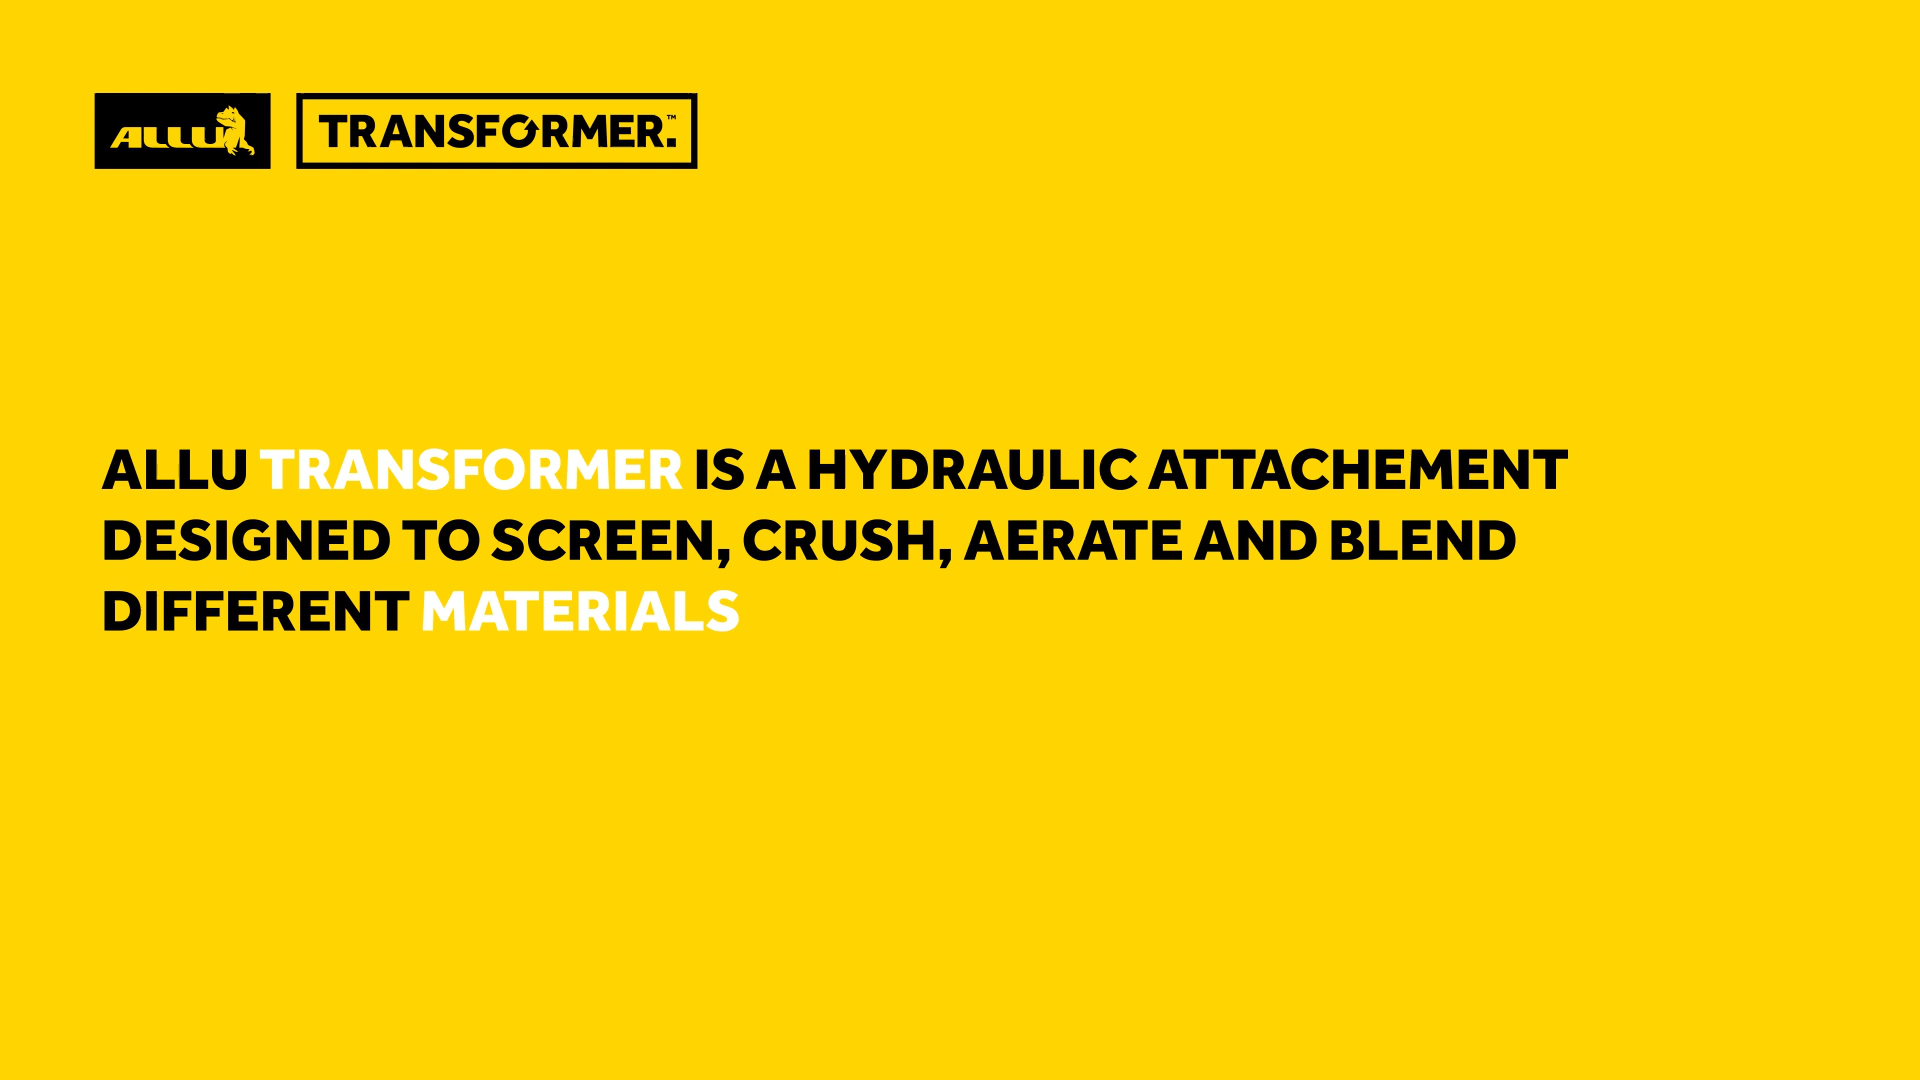 ALLU TRANSFORMER.™
ALLU TRANSFORMER IS A HYDRAULIC ATTACHEMENT
DESIGNED TO SCREEN, CRUSH, AERATE AND BLEND
DIFFERENT MATERIALS